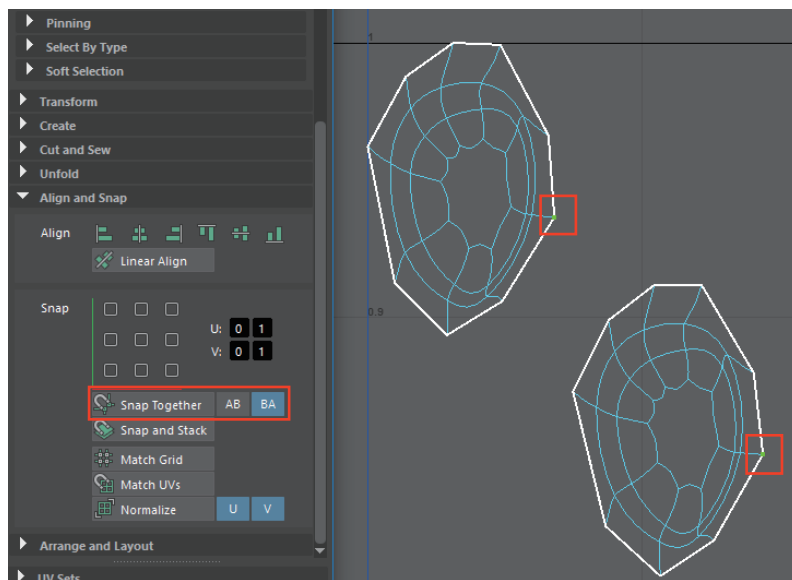 Pinning
Select By Type
Soft Selection
Transform
Create
Cut and Sew
Unfold
Align and Snap
Align
Linear Align
Snap
U: 0 1
V: 0 1
Snap Together AB BA
Snap and Stack
Match Grid
Match UVs
Normalize U V
Arrange and Layout
UV Sets
1
0.9